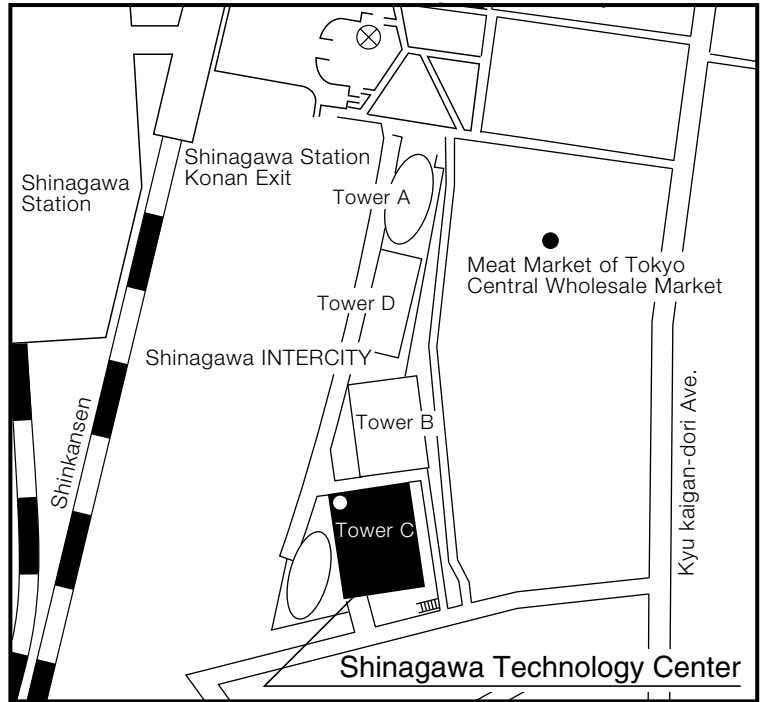 Shinagawa Station
Konan Exit
Shinagawa
Station
Tower A
Meat Market of Tokyo
Central Wholesale Market
Tower D
Shinagawa INTERCITY
Shinkansen
Tower B
Kyu kaigan-dori Ave.
Tower C
Shinagawa Technology Center